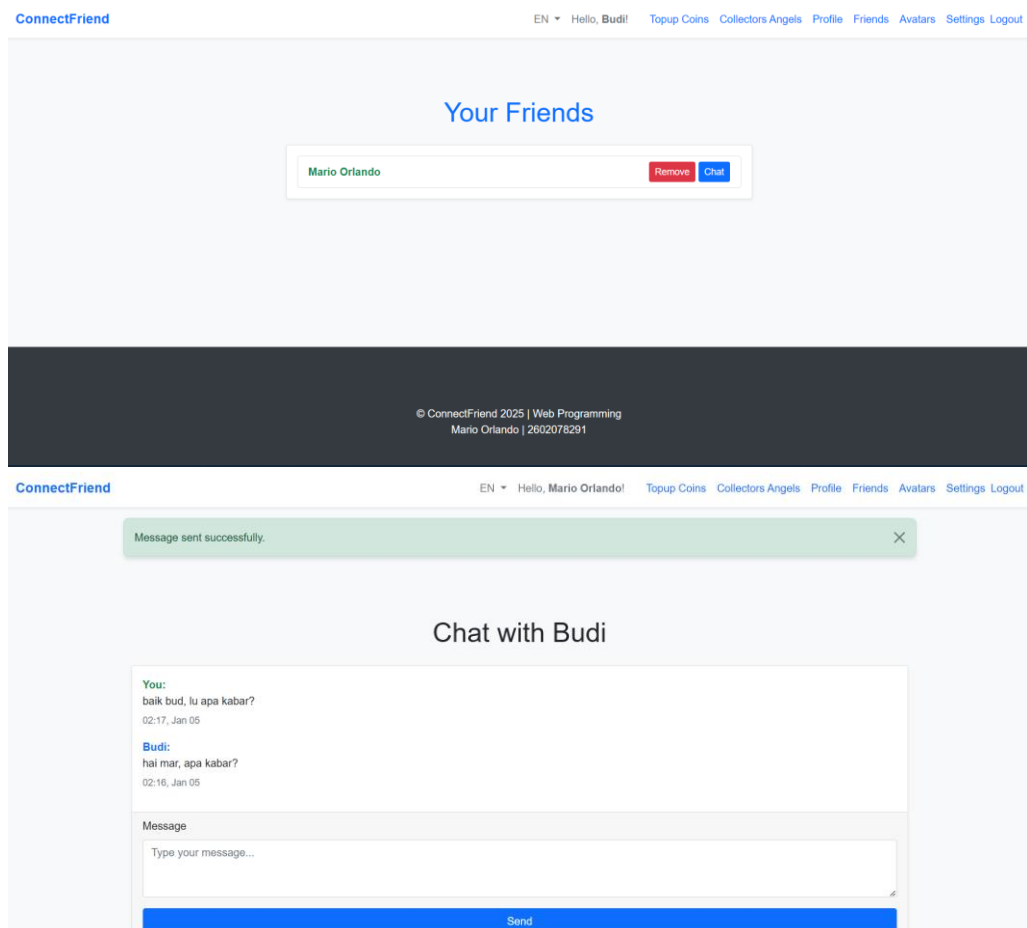 ConnectFriend EN Hello, Budi! Topup Coins Collectors Angels Profile Friends Avatars Settings Logout
Your Friends
Mario Orlando Remove Chat
© ConnectFriend 2025 | Web Programming
Mario Orlando | 2602078291
ConnectFriend EN Hello, Mario Orlando! Topup Coins Collectors Angels Profile Friends Avatars Settings Logout
Message sent successfully.
Chat with Budi
You:
baik bud, lu apa kabar?
02:17, Jan 05
Budi:
hai mar, apa kabar?
02:16, Jan 05
Message
Type your message...
Send